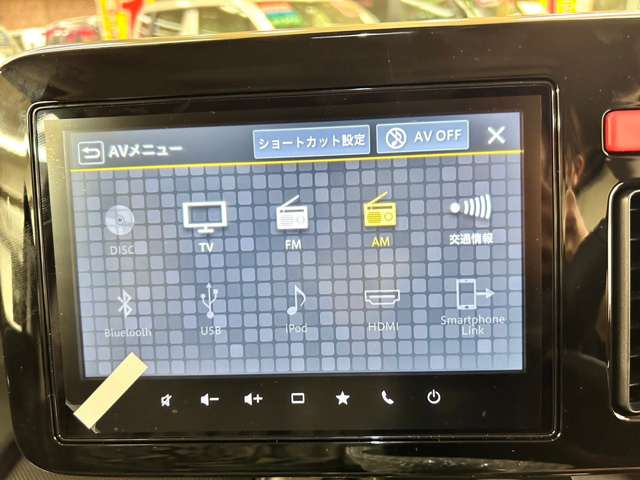 AVメニュー
ショートカット設定
AV OFF
DISC
TV
FM
AM
交通情報
Bluetooth
USB
iPod
HDMI
Smartphone
Link